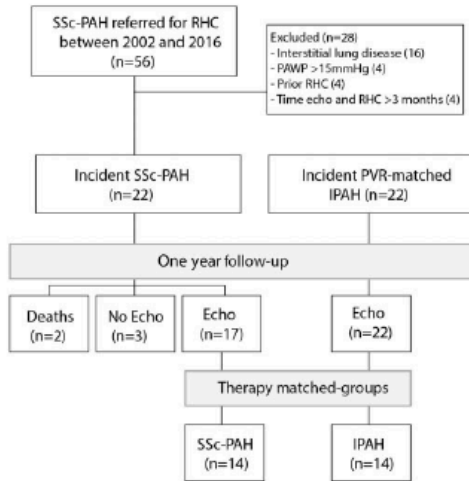 SSc-PAH referred for RHC
between 2002 and 2016
(n=56)
Excluded (n=28)
- Interstitial lung disease (16)
- PAWP >15mmHg (4)
- Prior RHC (4)
- Time echo and RHC >3 months (4)
Incident SSc-PAH
(n=22)
Incident PVR-matched
IPAH (n=22)
One year follow-up
Deaths
(n=2)
No Echo
(n=3)
Echo
(n=17)
Echo
(n=22)
Therapy matched-groups
SSc-PAH
(n=14)
IPAH
(n=14)